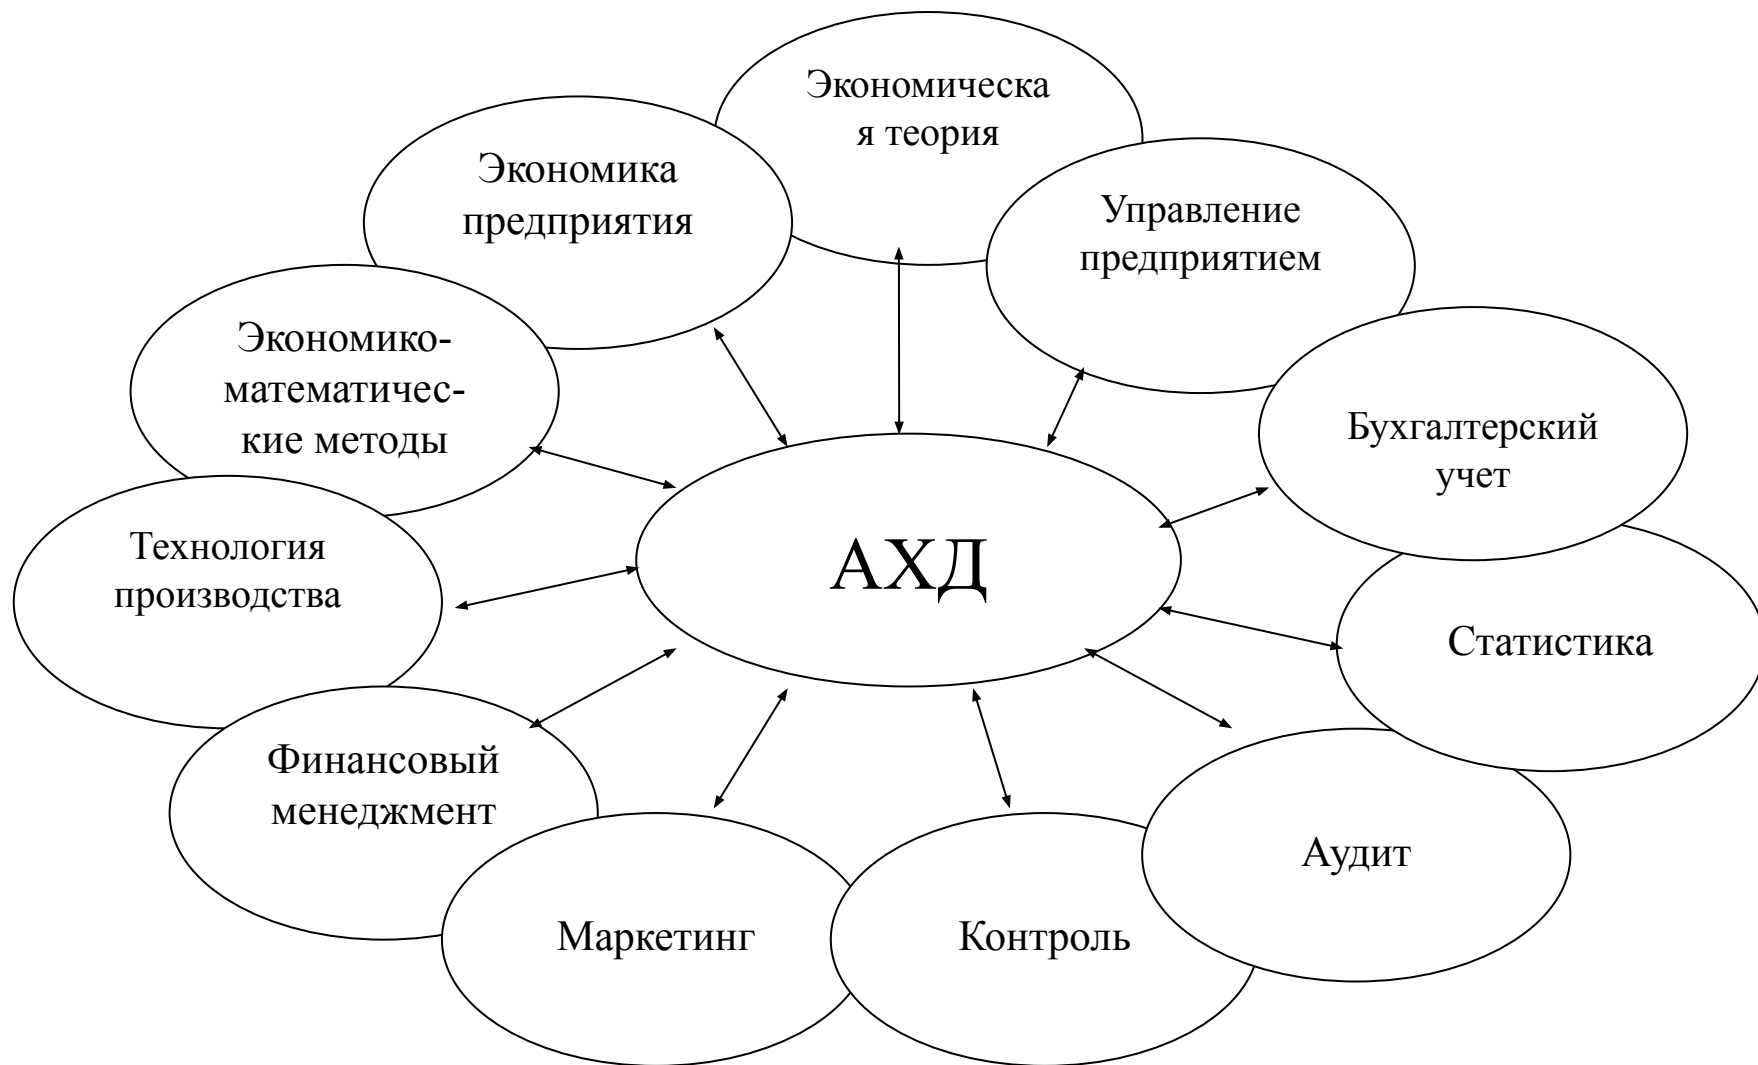 Экономическа
я теория
Экономика
предприятия
Управление
предприятием
Экономико-
математичес-
кие методы
Бухгалтерский
учет
АХД
Технология
производства
Статистика
Финансовый
менеджмент
Аудит
Маркетинг
Контроль